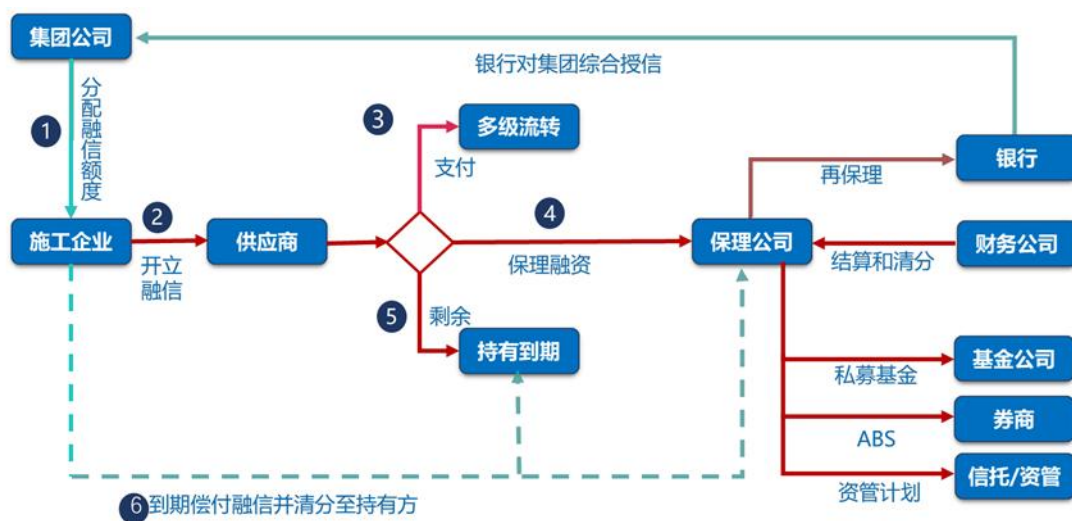 集团公司
银行对集团综合授信
1
分配融信额度
3
多级流转
支付
银行
再保理
施工企业
2
开立
融信
供应商
4
保理融资
保理公司
财务公司
结算和清分
5
剩余
持有到期
基金公司
私募基金
券商
ABS
信托/资管
资管计划
6到期偿付融信并清分至持有方